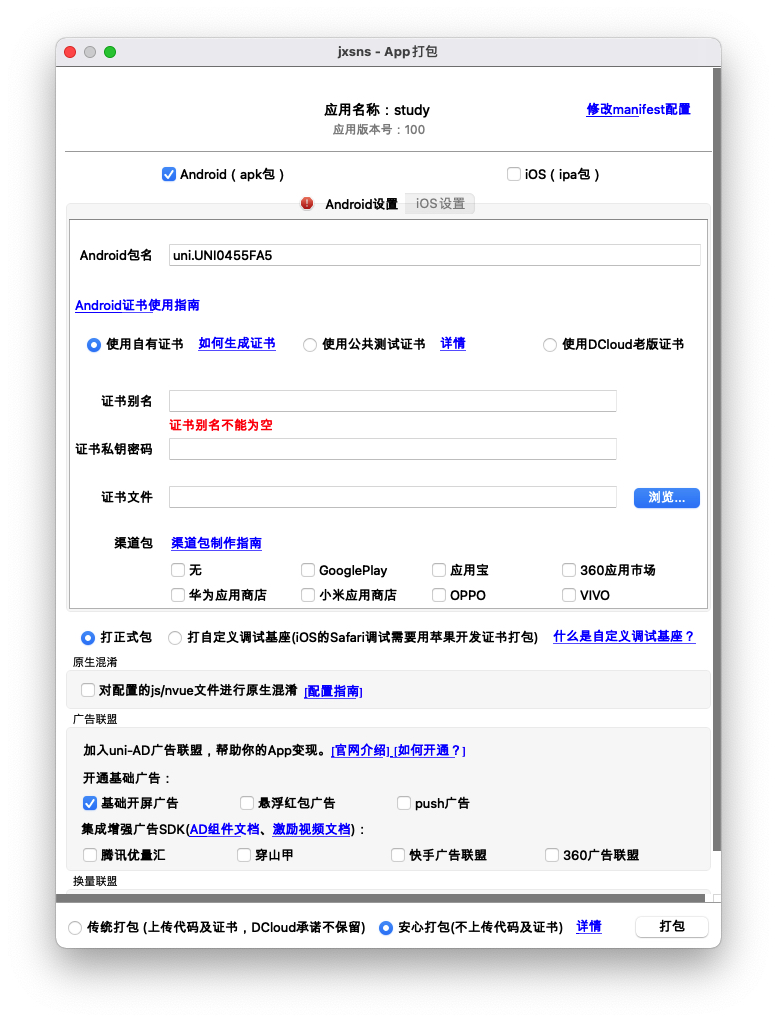 jxsns - App打包
应用名称：study
修改manifest配置
应用版本号：100
Android（apk包）
iOS（ipa包）
Android设置
iOS设置
Android包名
uni.UNI0455FA5
Android证书使用指南
使用自有证书 如何生成证书 使用公共测试证书 详情 使用DCloud老版证书
证书别名
证书别名不能为空
证书私钥密码
证书文件
浏览...
渠道包 渠道包制作指南
无 GooglePlay 应用宝 360应用市场
华为应用商店 小米应用商店 OPPO VIVO
打正式包 打自定义调试基座(iOS的Safari调试需要用苹果开发证书打包) 什么是自定义调试基座？
原生混淆
对配置的js/nvue文件进行原生混淆 [配置指南]
广告联盟
加入uni-AD广告联盟，帮助你的App变现。[官网介绍] [如何开通？]
开通基础广告：
基础开屏广告 悬浮红包广告 push广告
集成增强广告SDK(AD组件文档、激励视频文档)：
腾讯优量汇 穿山甲 快手广告联盟 360广告联盟
换量联盟
传统打包 (上传代码及证书，DCloud承诺不保留) 安心打包(不上传代码及证书) 详情 打包